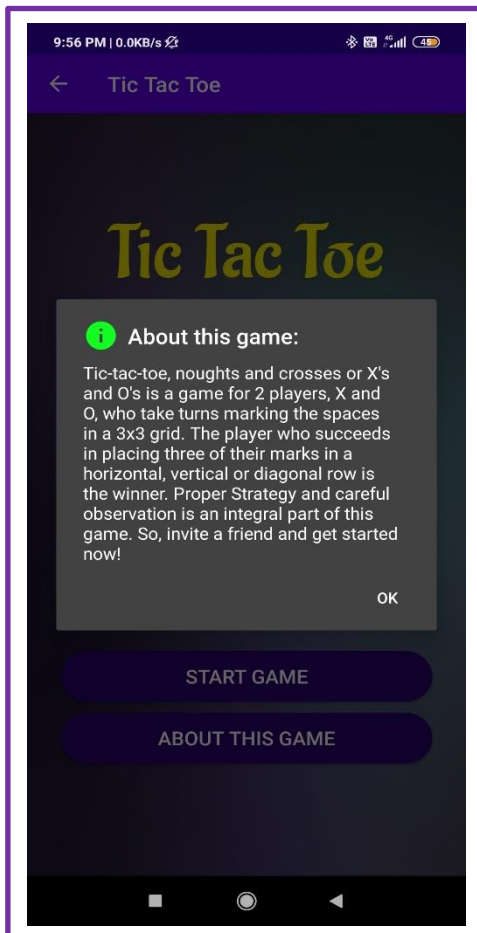 9:56 PM | 0.0KB/s
Vo LTE 4G 45
Tic Tac Toe
Tic Tac Toe
About this game:
Tic-tac-toe, noughts and crosses or X's
and O's is a game for 2 players, X and
O, who take turns marking the spaces
in a 3x3 grid. The player who succeeds
in placing three of their marks in a
horizontal, vertical or diagonal row is
the winner. Proper Strategy and careful
observation is an integral part of this
game. So, invite a friend and get started
now!
OK
START GAME
ABOUT THIS GAME